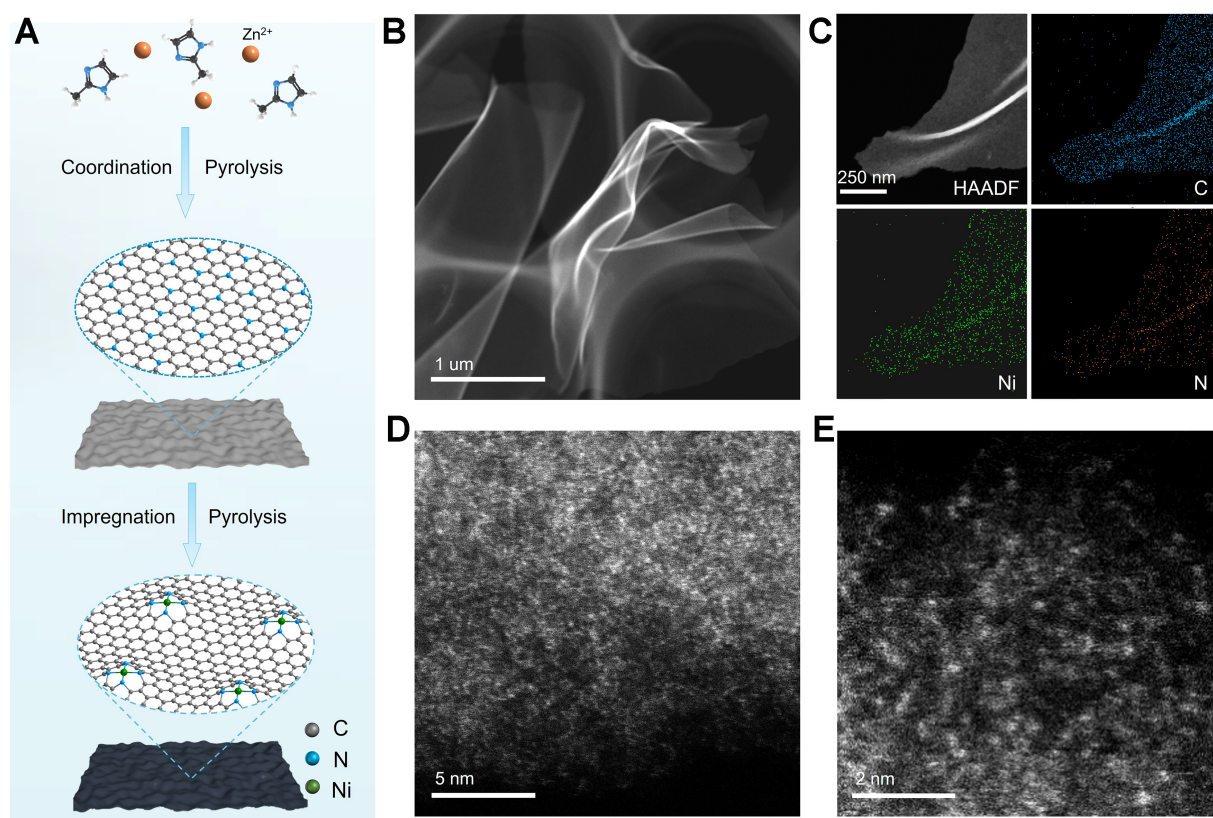 A
Zn²⁺
Coordination Pyrolysis
Impregnation Pyrolysis
C
N
Ni
B
1 um
C
250 nm
HAADF
C
Ni
N
D
5 nm
E
2 nm